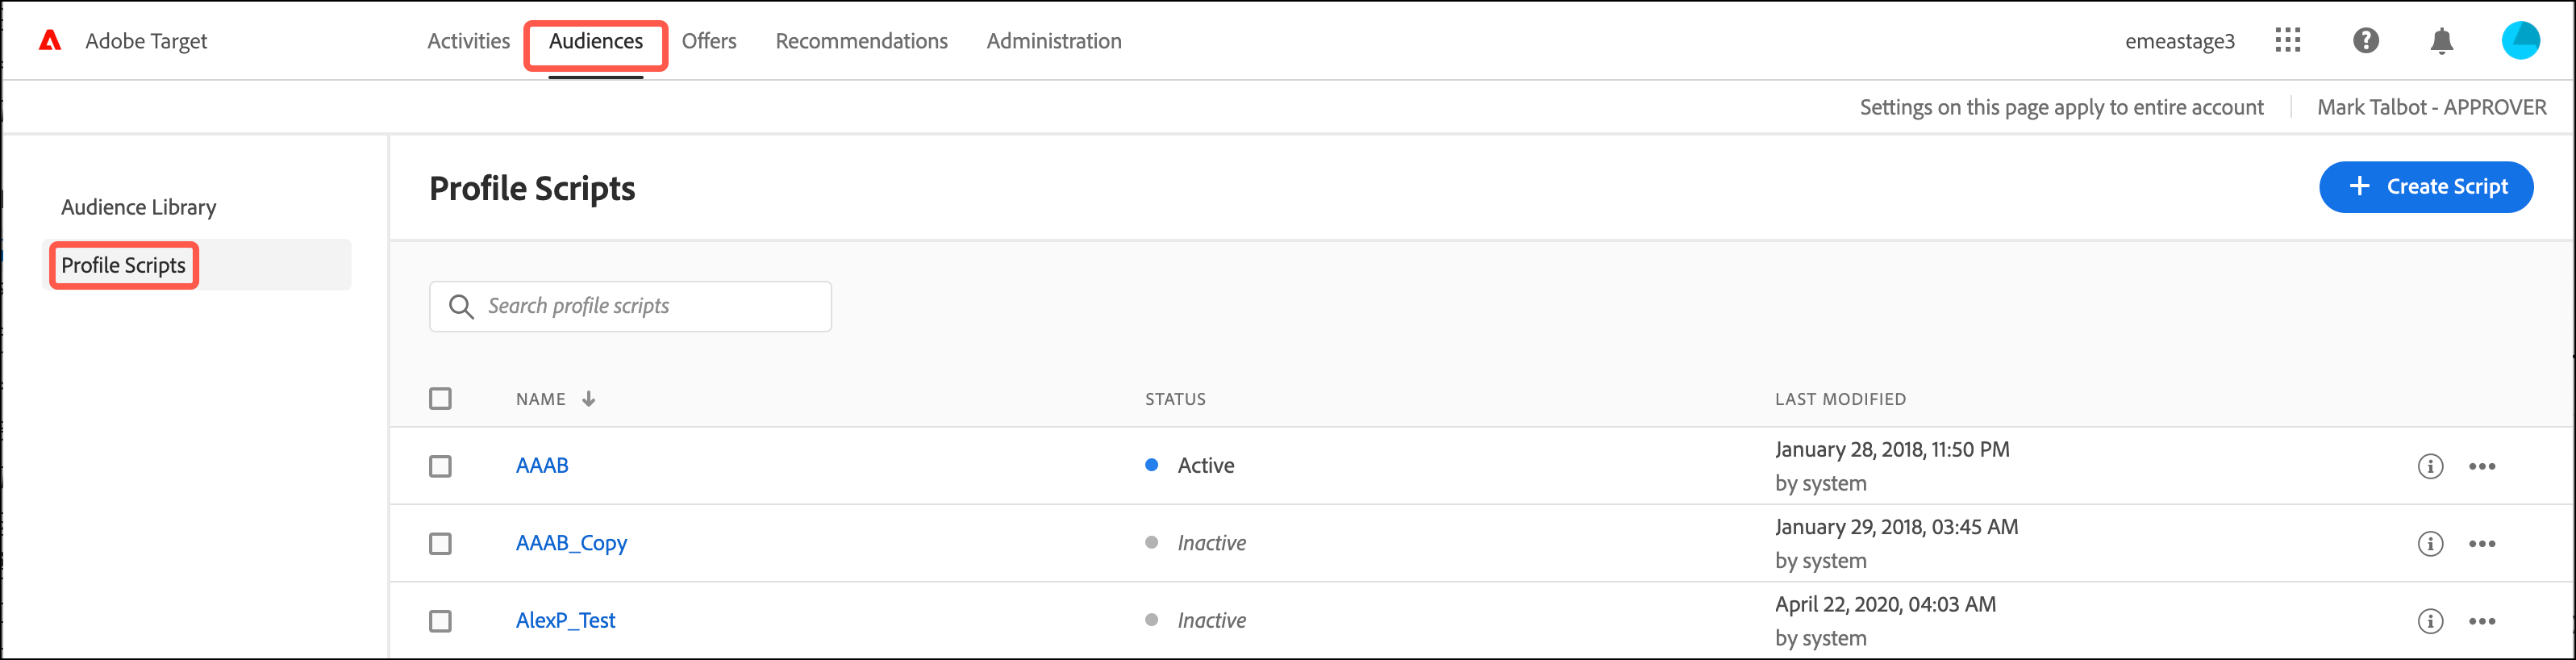 Adobe Target
Activities
Audiences
Offers
Recommendations
Administration
emeastage3
Settings on this page apply to entire account
Mark Talbot - APPROVER
Audience Library
Profile Scripts
Profile Scripts
Create Script
Search profile scripts
NAME
STATUS
LAST MODIFIED
AAAB
Active
January 28, 2018, 11:50 PM
by system
AAAB_Copy
Inactive
January 29, 2018, 03:45 AM
by system
AlexP_Test
Inactive
April 22, 2020, 04:03 AM
by system